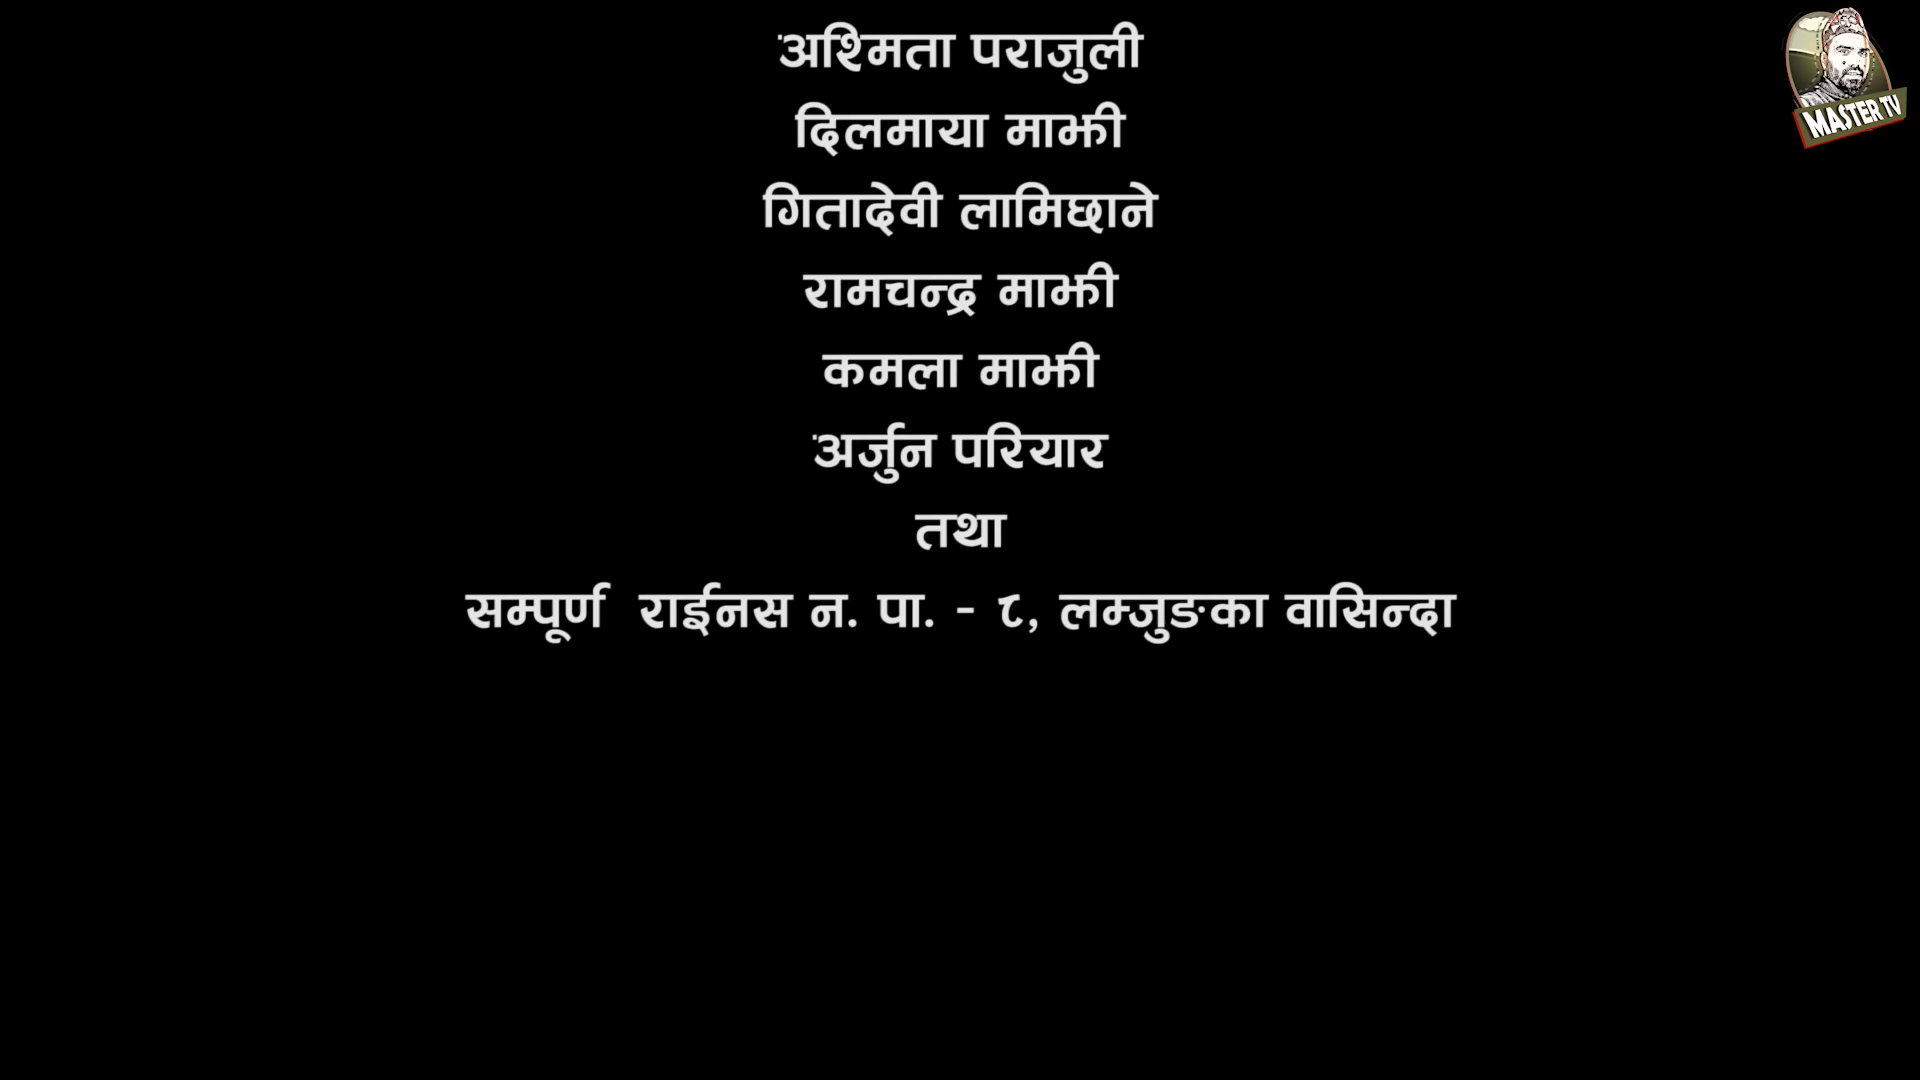 अश्मिता पराजुली
दिलमाया माझी
गितादेवी लामिछाने
रामचन्द्र माझी
कमला माझी
अर्जुन परियार
तथा
सम्पूर्ण राईनस न. पा. - ८, लम्जुङका वासिन्दा
MASTER TV